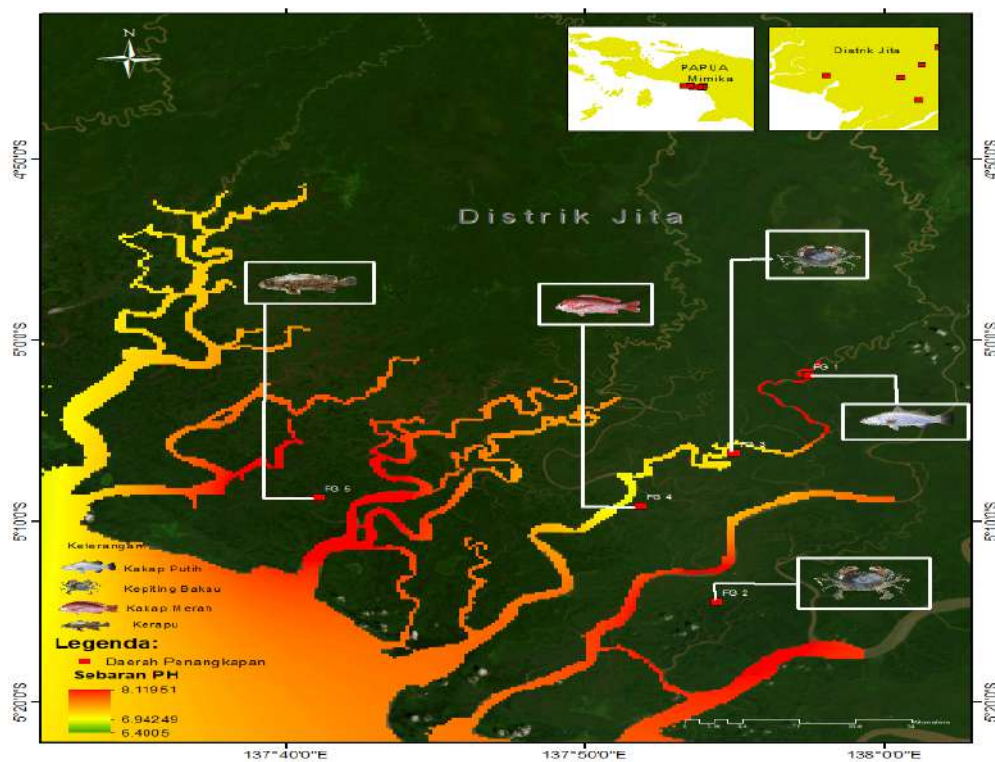 N
PAPUA
Mimika
Distrik Jita
4°50'0"S
4°50'0"S
Distrik Jita
5°0'0"S
5°0'0"S
FG 1
FG 3
FG 5
FG 4
5°10'0"S
5°10'0"S
Keterangan
Kakap Putih
Kepiting Bakau
Kakap Merah
Kerapu
FG 2
Legenda:
Daerah Penangkapan
Sebaran PH
8.11951
6.94249
6.4005
5°20'0"S
5°20'0"S
137°40'0"E
137°50'0"E
138°0'0"E